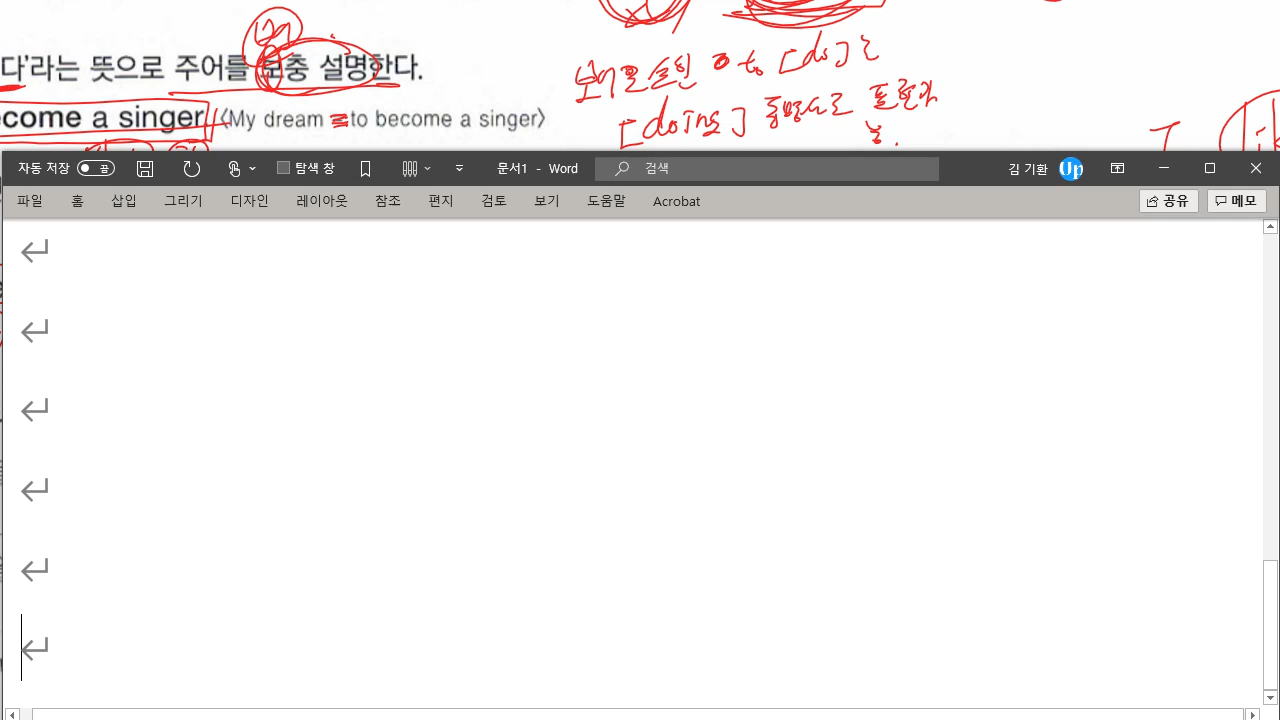 다'라는 뜻으로 주어를 보충 설명한다.
보어로 쓰인 to [do]는
ecome a singer 〈My dream = to become a singer〉
[doing] 동명사로
I lik
자동 저장 끔 탐색 창 문서1 - Word 검색 김 기환 Up
파일 홈 삽입 그리기 디자인 레이아웃 참조 편지 검토 보기 도움말 Acrobat 공유 메모